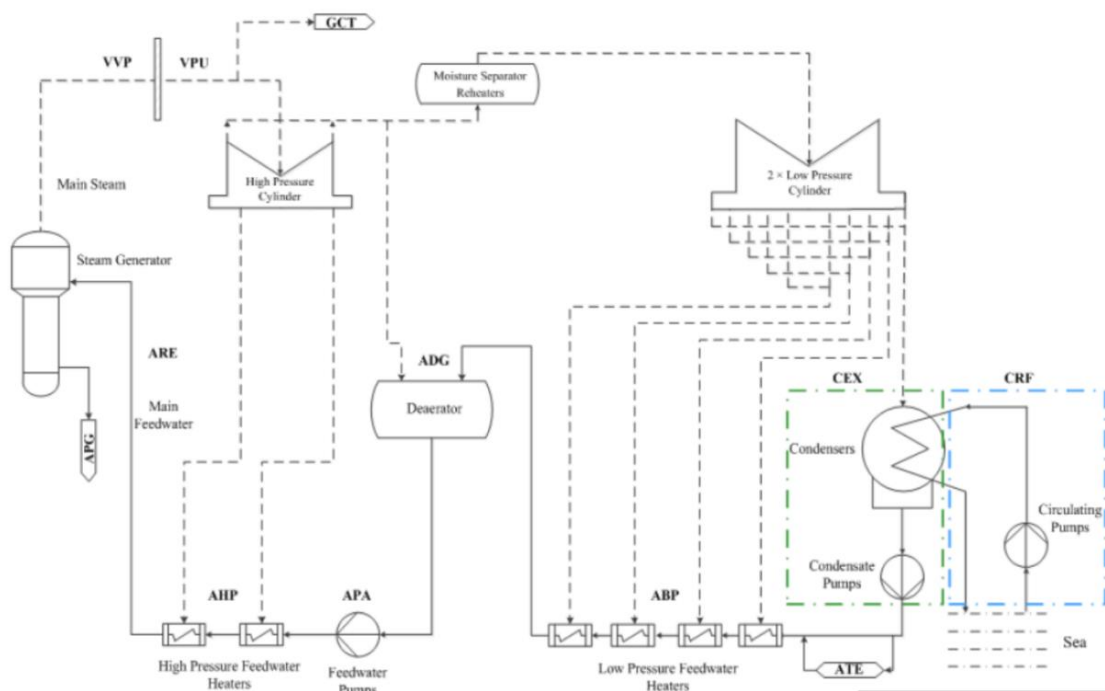 GCT
VVP
VPU
Moisture Separator
Reheaters
High Pressure
Cylinder
2 × Low Pressure
Cylinder
Main Steam
Steam Generator
ARE
ADG
CEX
CRF
Main
Feedwater
Deaerator
Condensers
APG
Circulating
Pumps
Condensate
Pumps
AHP
APA
ABP
Sea
High Pressure Feedwater
Heaters
Feedwater
Pumps
Low Pressure Feedwater
Heaters
ATE